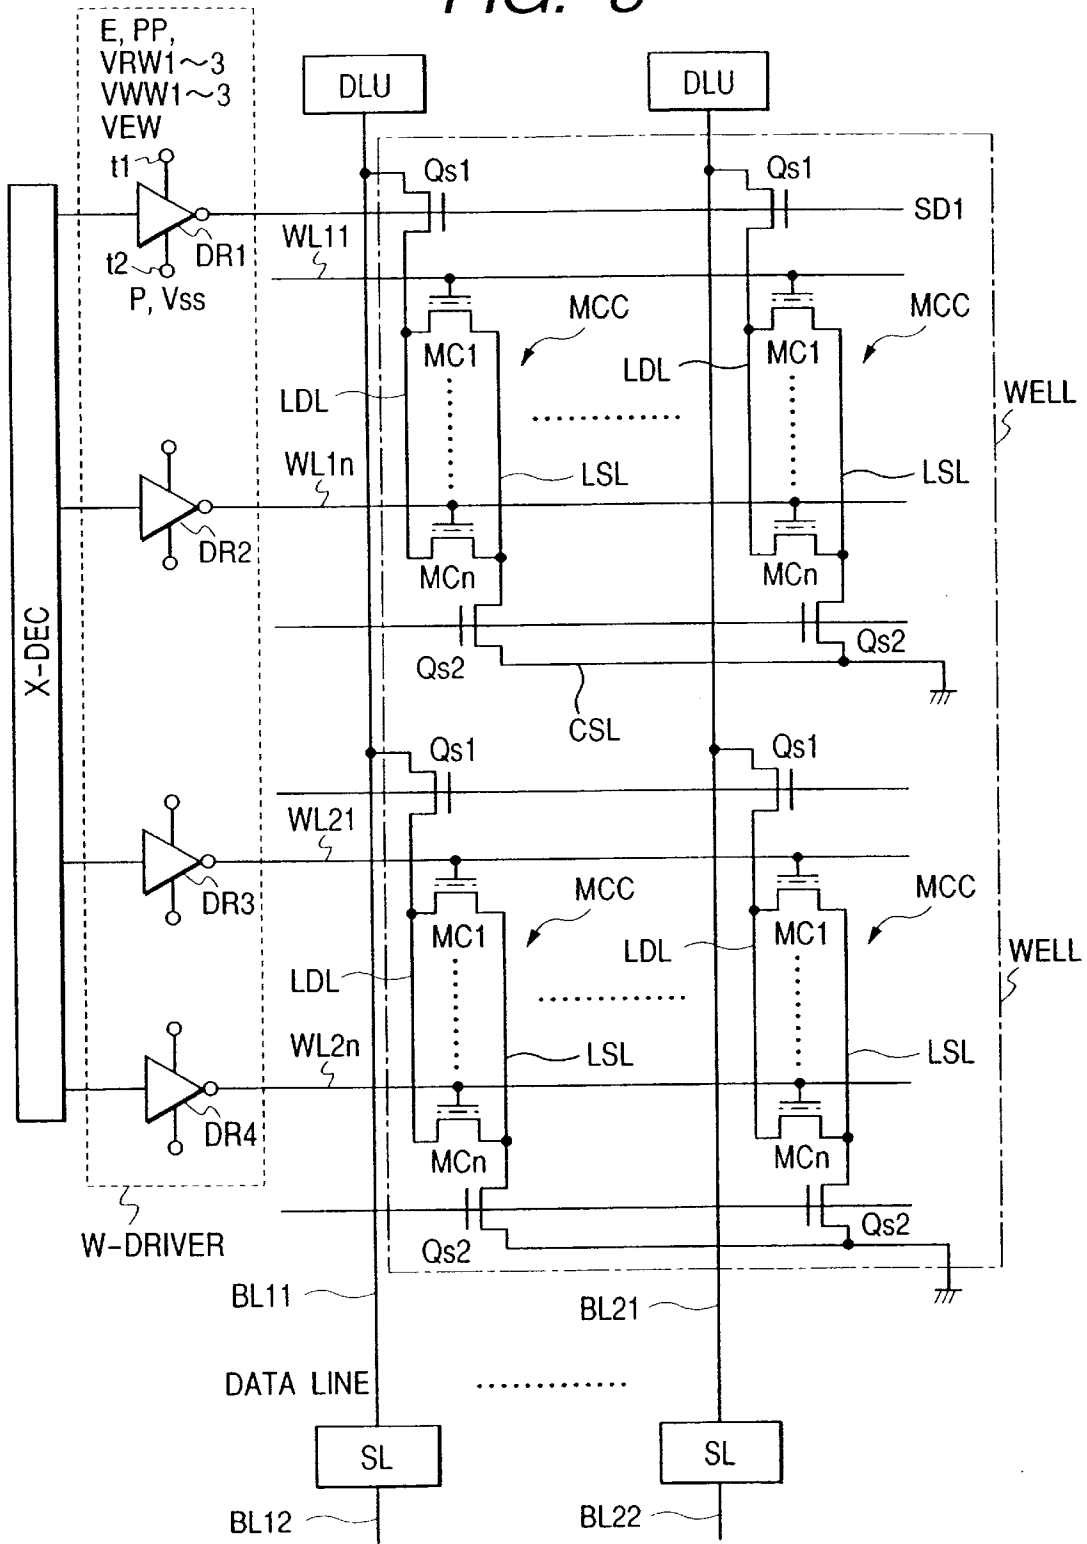 E, PP,
VRW1~3
VWW1~3
VEW
DLU
DLU
t1
Qs1
Qs1
DR1
WL11
SD1
t2
P, Vss
MCC
MCC
MC1
MC1
LDL
LDL
WELL
WL1n
LSL
LSL
DR2
MCn
MCn
X-DEC
Qs2
Qs2
CSL
Qs1
Qs1
WL21
DR3
MCC
MCC
MC1
MC1
LDL
LDL
WELL
WL2n
LSL
LSL
DR4
MCn
MCn
W-DRIVER
Qs2
Qs2
BL11
BL21
DATA LINE
SL
SL
BL12
BL22